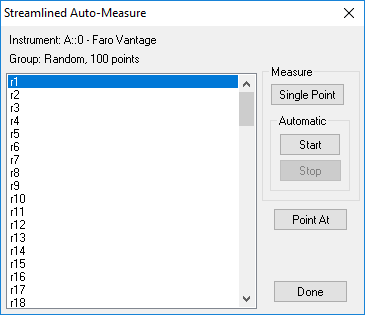 Streamlined Auto-Measure
Instrument: A::0 - Faro Vantage
Group: Random, 100 points
r1
r2
r3
r4
r5
r6
r7
r8
r9
r10
r11
r12
r13
r14
r15
r16
r17
r18
Measure
Single Point
Automatic
Start
Stop
Point At
Done